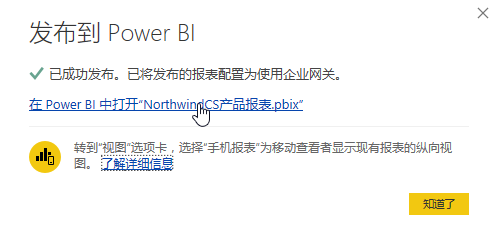 发布到 Power BI
已成功发布。已将发布的报表配置为使用企业网关。
在 Power BI 中打开“NorthwindCS产品报表.pbix”
转到“视图”选项卡，选择“手机报表”为移动查看者显示现有报表的纵向视
图。 了解详细信息
知道了